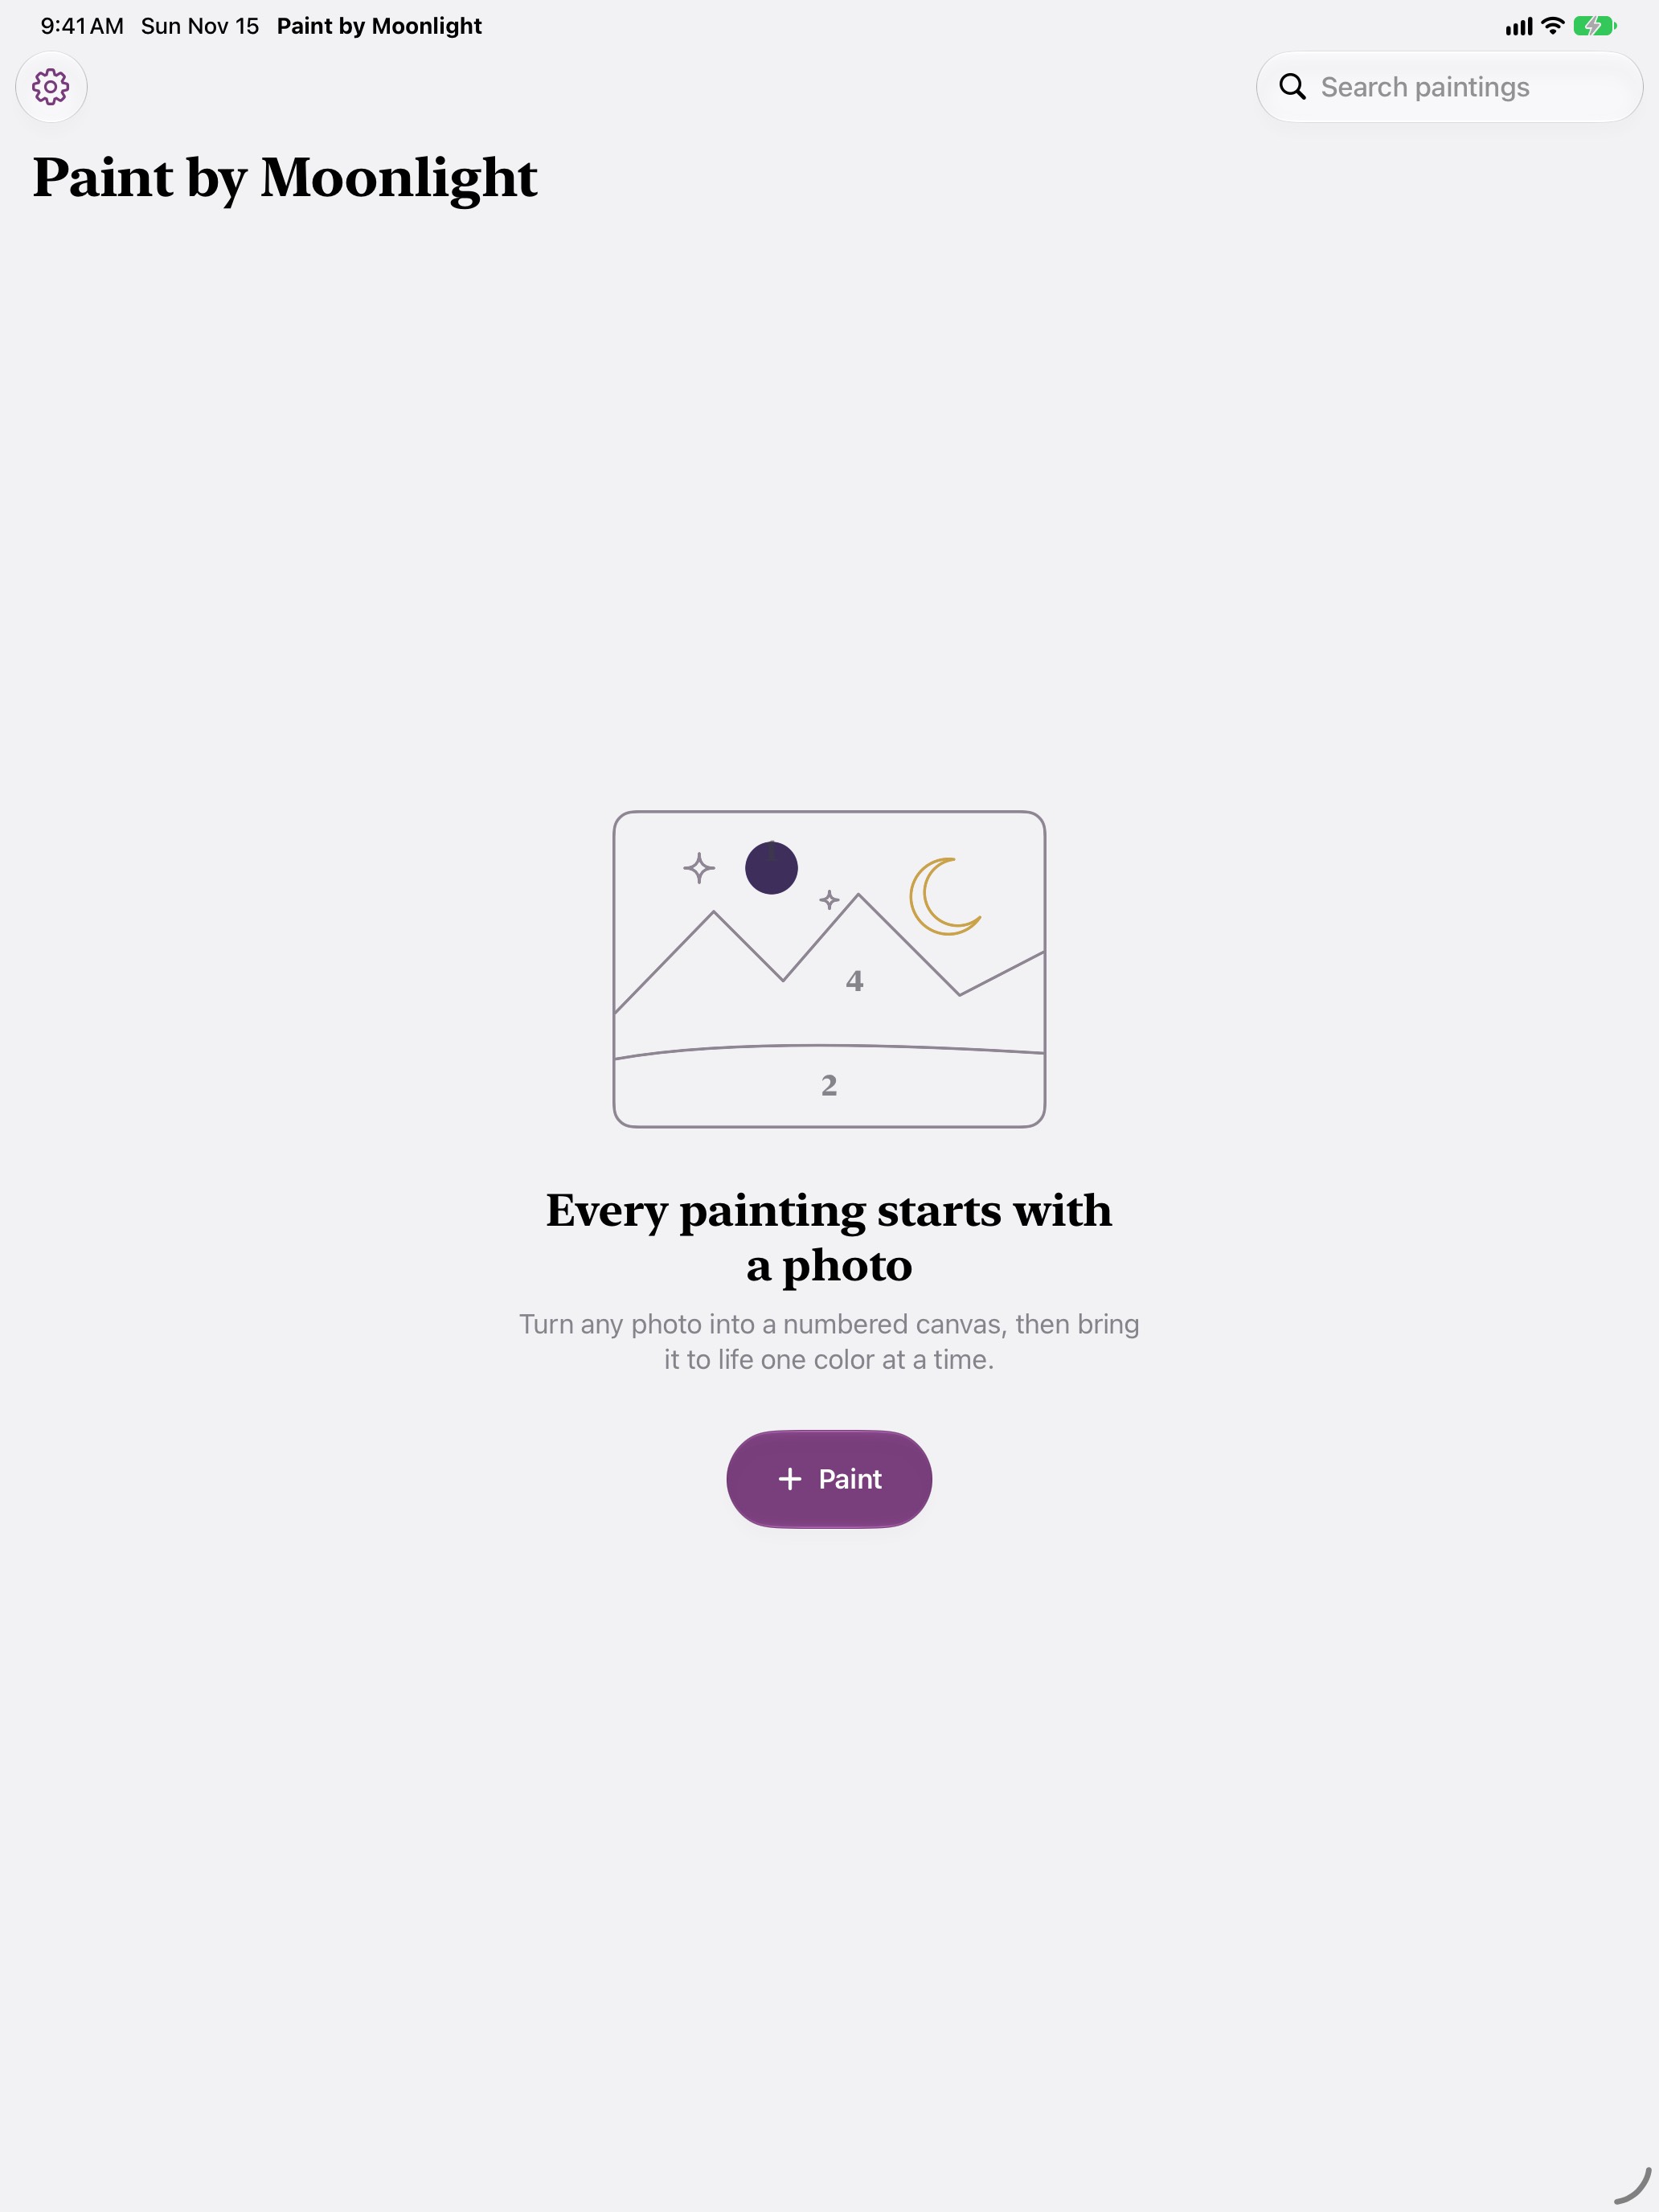 9:41 AM Sun Nov 15 Paint by Moonlight
Search paintings
Paint by Moonlight
1
4
2
Every painting starts with
a photo
Turn any photo into a numbered canvas, then bring
it to life one color at a time.
+ Paint